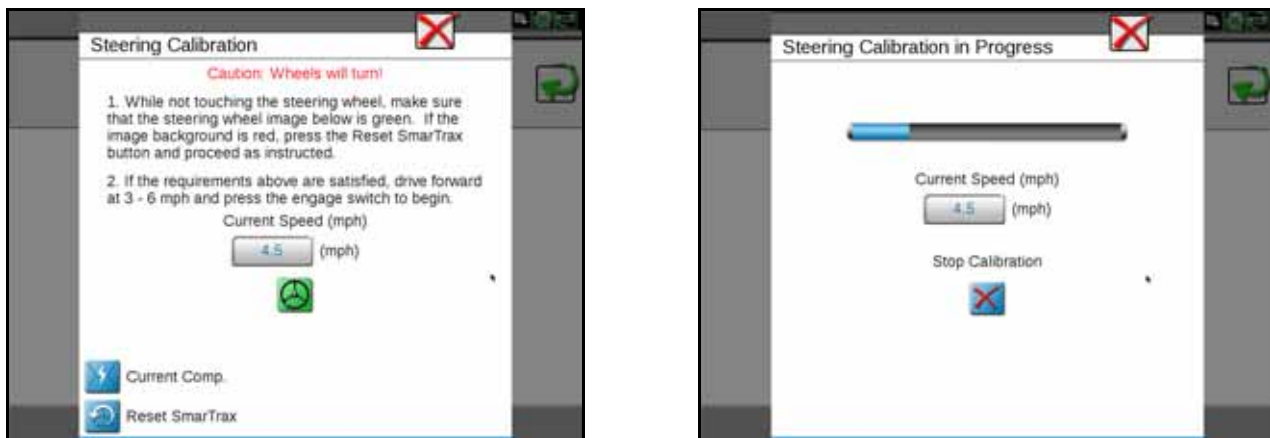 Steering Calibration
Caution: Wheels will turn!
1. While not touching the steering wheel, make sure
that the steering wheel image below is green. If the
image background is red, press the Reset SmarTrax
button and proceed as instructed.
2. If the requirements above are satisfied, drive forward
at 3 - 6 mph and press the engage switch to begin.
Current Speed (mph)
4.5 (mph)
Current Comp.
Reset SmarTrax
Steering Calibration in Progress
Current Speed (mph)
4.5 (mph)
Stop Calibration